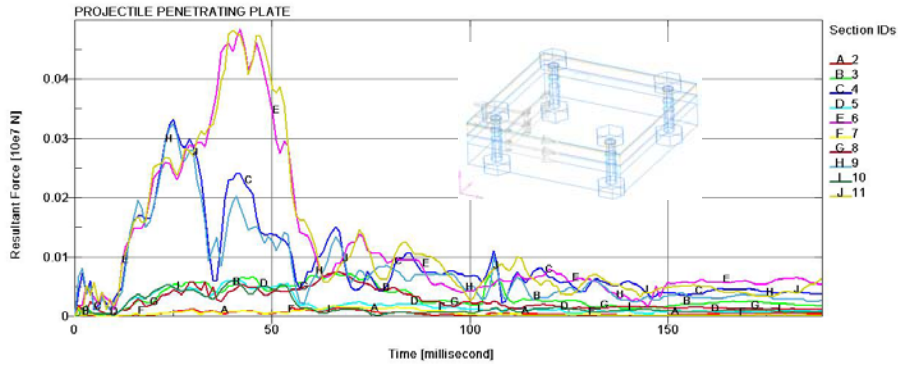 PROJECTILE PENETRATING PLATE
Section IDs
A 2
B 3
C 4
D 5
E 6
F 7
G 8
H 9
I 10
J 11
Resultant Force [10e7 N]
0.04
0.03
0.02
0.01
0
0
50
100
150
Time [millisecond]